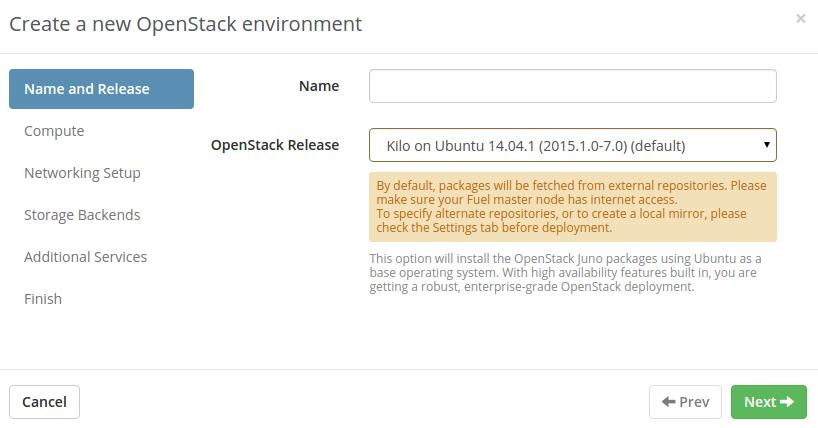 Create a new OpenStack environment
×
Name and Release
Compute
Networking Setup
Storage Backends
Additional Services
Finish
Name
OpenStack Release
Kilo on Ubuntu 14.04.1 (2015.1.0-7.0) (default)
By default, packages will be fetched from external repositories. Please
make sure your Fuel master node has internet access.
To specify alternate repositories, or to create a local mirror, please
check the Settings tab before deployment.
This option will install the OpenStack Juno packages using Ubuntu as a
base operating system. With high availability features built in, you are
getting a robust, enterprise-grade OpenStack deployment.
Cancel
Prev
Next